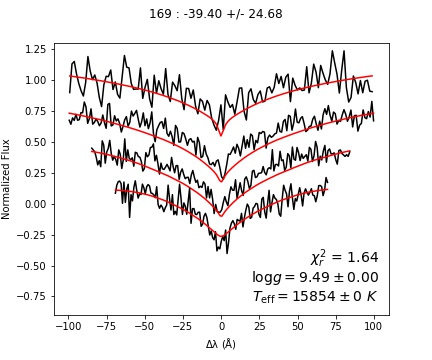 169 : -39.40 +/- 24.68
Normalized Flux
1.25
1.00
0.75
0.50
0.25
0.00
−0.25
−0.50
−0.75
χ²ᵣ = 1.64
logg = 9.49 ± 0.00
T_eff = 15854 ± 0 K
−100 −75 −50 −25 0 25 50 75 100
Δλ (Å)